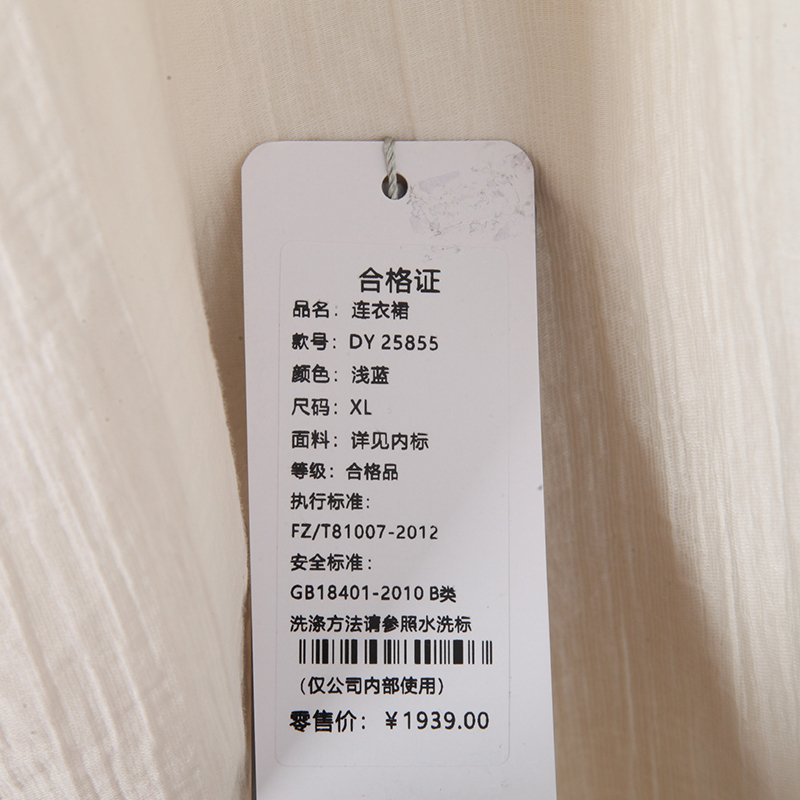 合格证
品名：连衣裙
款号：DY 25855
颜色：浅蓝
尺码：XL
面料：详见内标
等级：合格品
执行标准：
FZ/T81007-2012
安全标准：
GB18401-2010 B类
洗涤方法请参照水洗标
（仅公司内部使用）
零售价：￥1939.00